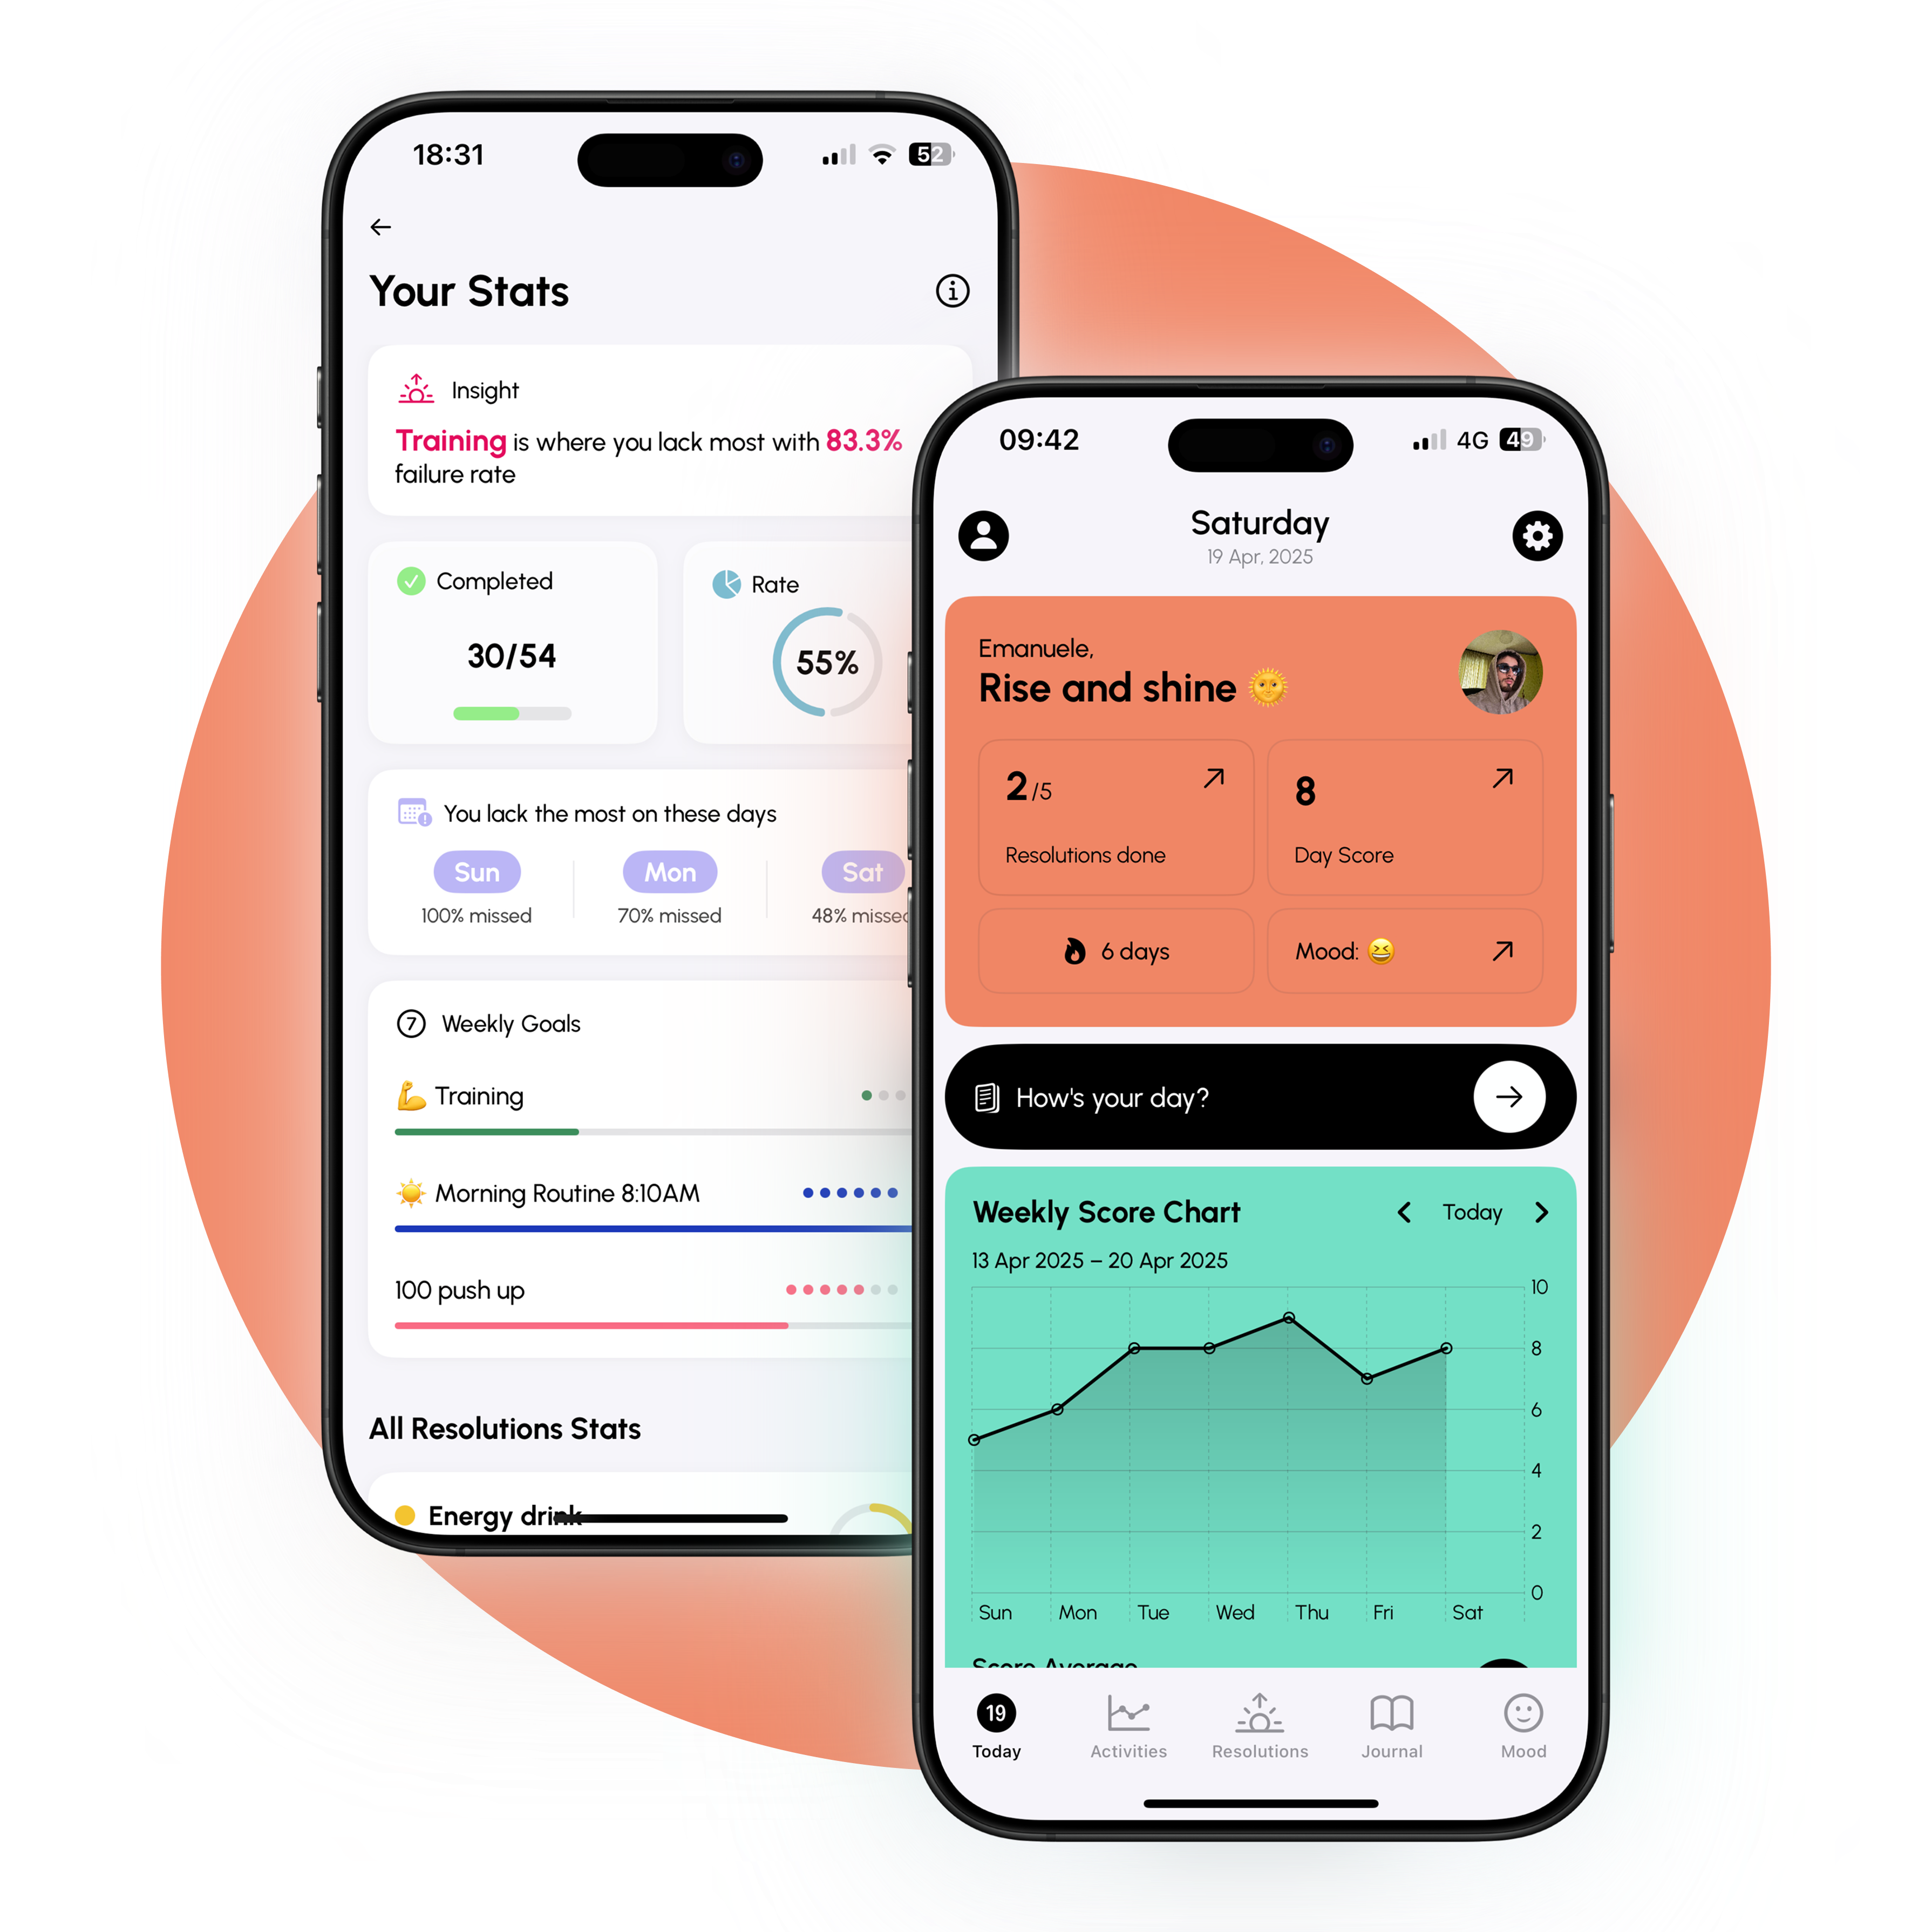 18:31
52
Your Stats
Insight
Training is where you lack most with 83.3%
failure rate
Completed
30/54
Rate
55%
You lack the most on these days
Sun
Mon
Sat
100% missed
70% missed
48% missed
7 Weekly Goals
Training
Morning Routine 8:10AM
100 push up
All Resolutions Stats
Energy drink
09:42
4G 49
Saturday
19 Apr, 2025
Emanuele,
Rise and shine
2/5
Resolutions done
8
Day Score
6 days
Mood:
How's your day?
Weekly Score Chart
Today
13 Apr 2025 – 20 Apr 2025
10
8
6
4
2
0
Sun Mon Tue Wed Thu Fri Sat
Score Average
19
Today
Activities
Resolutions
Journal
Mood